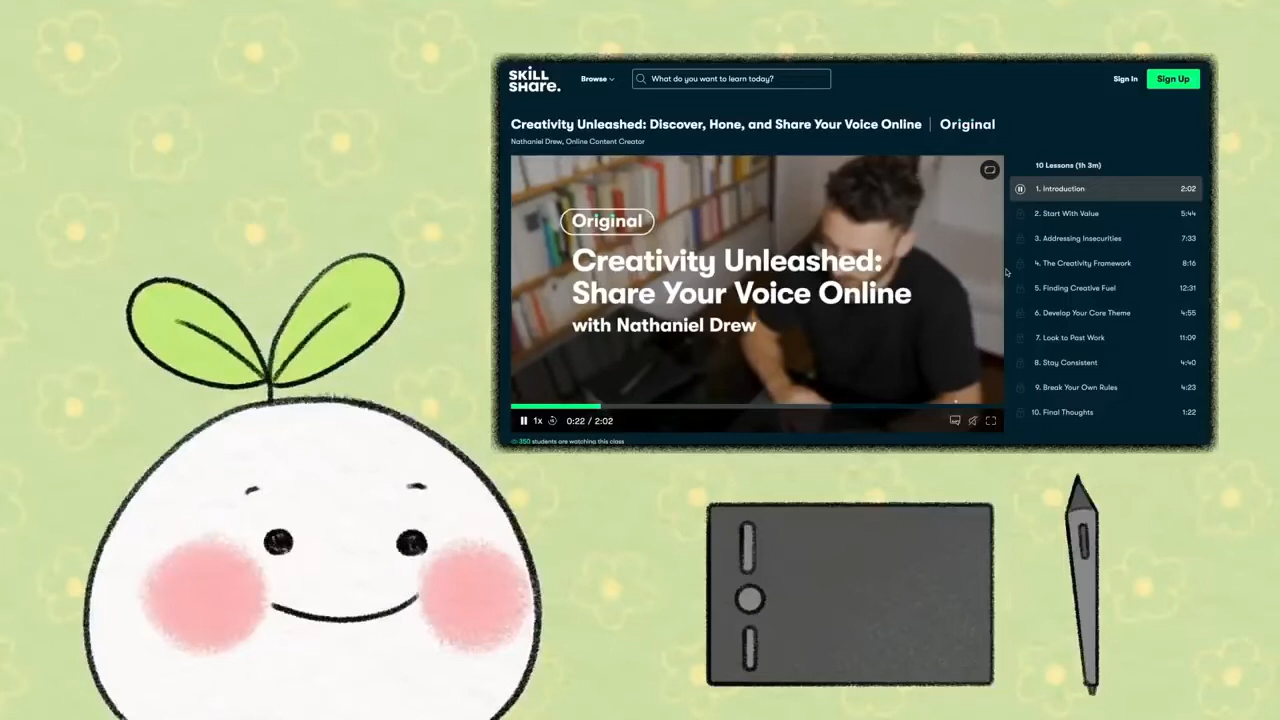 SKILL
SHARE.
Browse
What do you want to learn today?
Sign In
Sign Up
Creativity Unleashed: Discover, Hone, and Share Your Voice Online | Original
Nathaniel Drew, Online Content Creator
Original
Creativity Unleashed:
Share Your Voice Online
with Nathaniel Drew
1x
0:22 / 2:02
350 students are watching this class
10 Lessons (1h 3m)
1. Introduction 2:02
2. Start With Value 5:44
3. Addressing Insecurities 7:33
4. The Creativity Framework 8:16
5. Finding Creative Fuel 12:31
6. Develop Your Core Theme 4:55
7. Look to Past Work 11:09
8. Stay Consistent 4:40
9. Break Your Own Rules 4:23
10. Final Thoughts 1:22